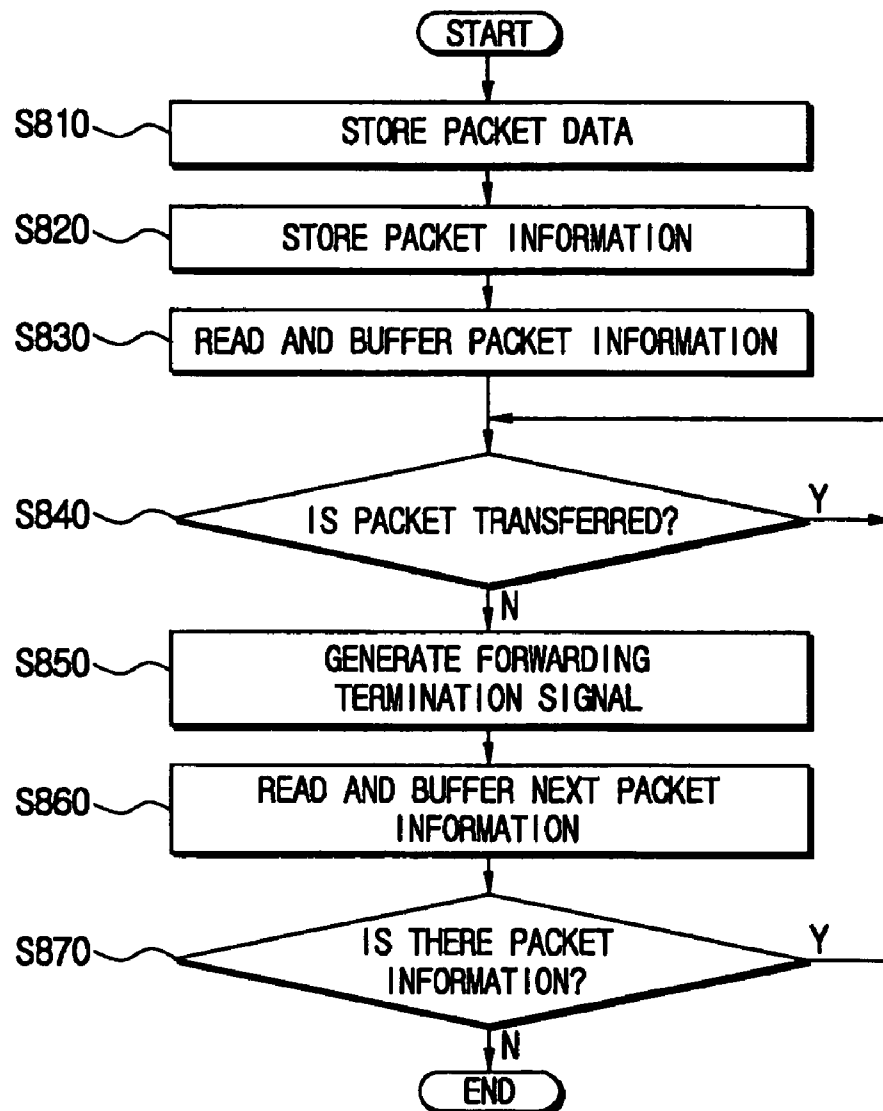 START
S810
STORE PACKET DATA
S820
STORE PACKET INFORMATION
S830
READ AND BUFFER PACKET INFORMATION
S840
IS PACKET TRANSFERRED?
Y
N
S850
GENERATE FORWARDING
TERMINATION SIGNAL
S860
READ AND BUFFER NEXT PACKET
INFORMATION
S870
IS THERE PACKET
INFORMATION?
Y
N
END